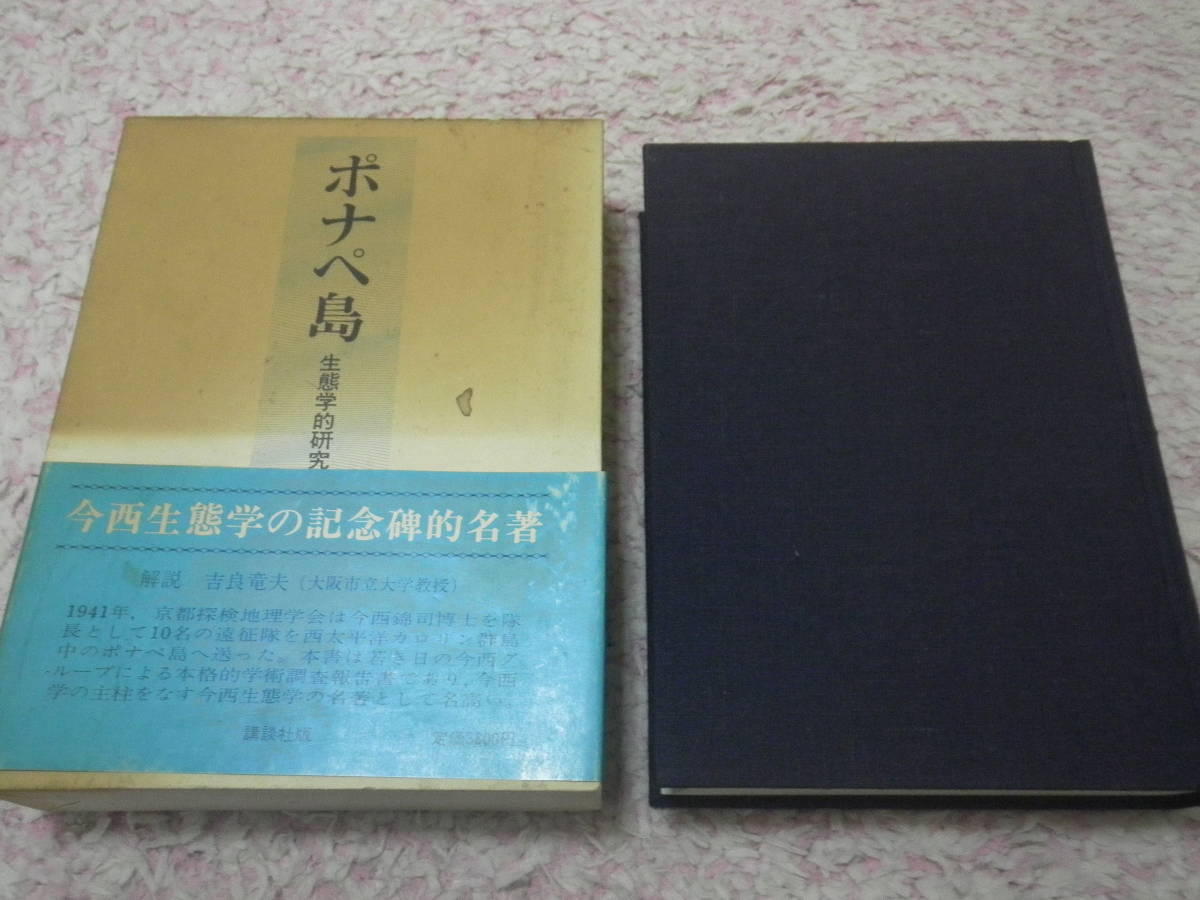 ポナペ島
生態学的研究
今西生態学の記念碑的名著
解説　吉良竜夫（大阪市立大学教授）
1941年，京都探検地理学会は今西錦司博士を隊
長として10名の遠征隊を西太平洋カロリン群島
中のポナペ島へ送った。本書は若き日の今西グ
ループによる本格的学術調査報告書であり，今西
学の主柱をなす今西生態学の名著として名高い。
講談社版
定価3800円